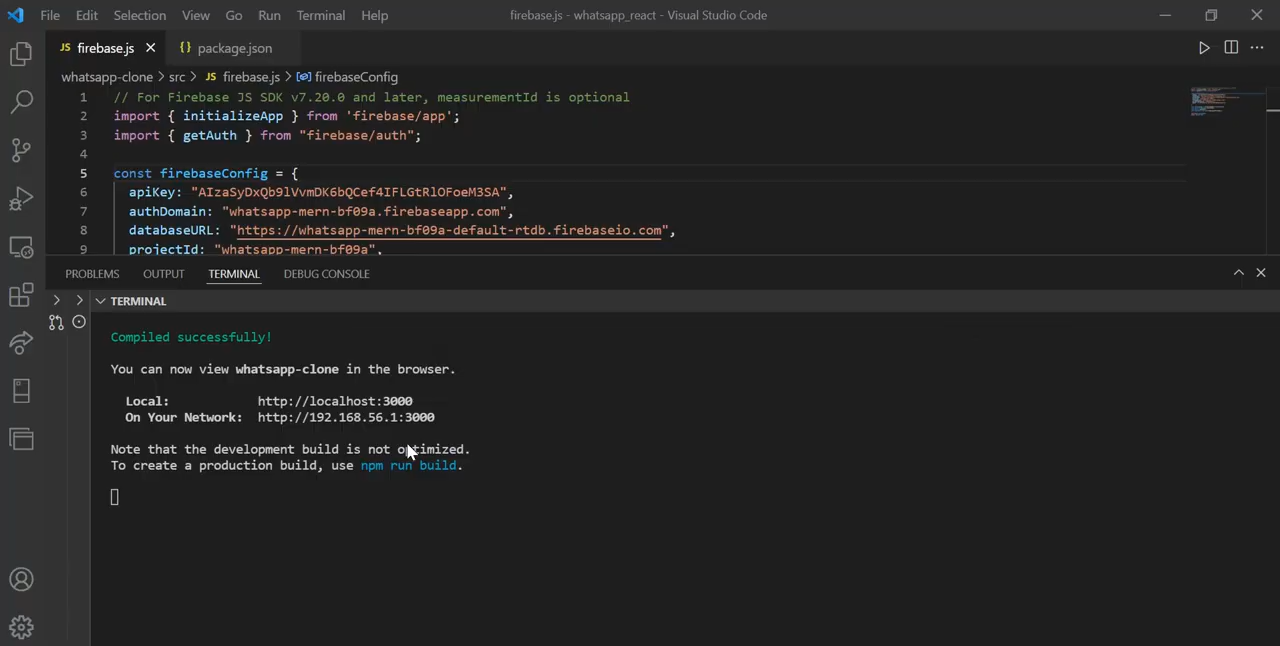 File Edit Selection View Go Run Terminal Help firebase.js - whatsapp_react - Visual Studio Code
JS firebase.js {} package.json
whatsapp-clone > src > JS firebase.js > firebaseConfig
1 // For Firebase JS SDK v7.20.0 and later, measurementId is optional
2 import { initializeApp } from 'firebase/app';
3 import { getAuth } from "firebase/auth";
4
5 const firebaseConfig = {
6 apiKey: "AIzaSyDxQb9lVvmDK6bQCef4IFLGtRlOFoeM3SA",
7 authDomain: "whatsapp-mern-bf09a.firebaseapp.com",
8 databaseURL: "https://whatsapp-mern-bf09a-default-rtdb.firebaseio.com",
9 projectId: "whatsapp-mern-bf09a",
PROBLEMS OUTPUT TERMINAL DEBUG CONSOLE
TERMINAL
Compiled successfully!
You can now view whatsapp-clone in the browser.
Local: http://localhost:3000
On Your Network: http://192.168.56.1:3000
Note that the development build is not optimized.
To create a production build, use npm run build.